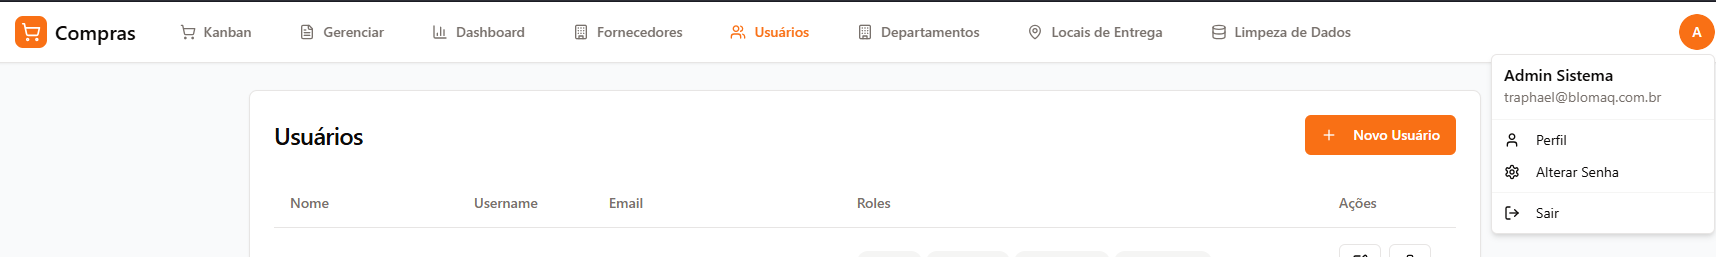 Compras
Kanban
Gerenciar
Dashboard
Fornecedores
Usuários
Departamentos
Locais de Entrega
Limpeza de Dados
A
Admin Sistema
traphael@blomaq.com.br
Perfil
Alterar Senha
Sair
Usuários
Novo Usuário
Nome
Username
Email
Roles
Ações